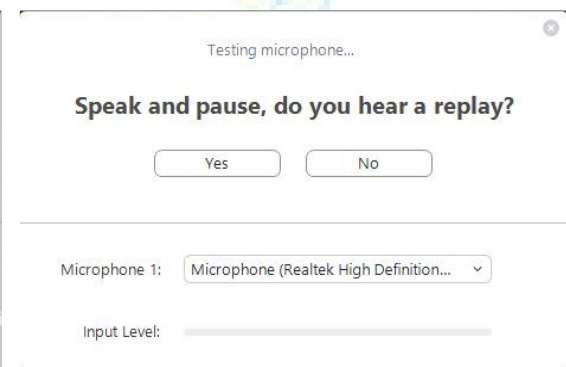 Testing microphone...
Speak and pause, do you hear a replay?
Yes No
Microphone 1: Microphone (Realtek High Definition...
Input Level: